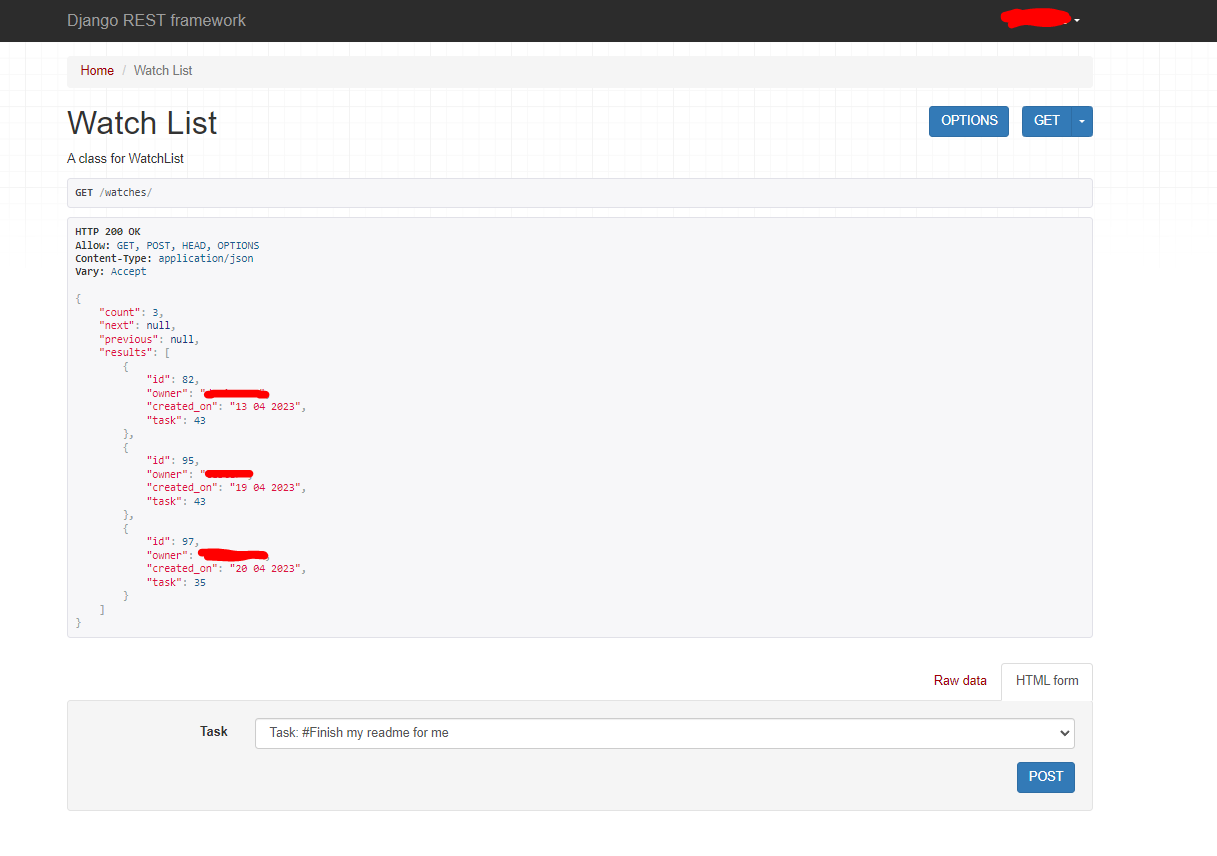 Django REST framework
Home / Watch List
Watch List
OPTIONS GET
A class for WatchList
GET /watches/
HTTP 200 OK
Allow: GET, POST, HEAD, OPTIONS
Content-Type: application/json
Vary: Accept
{
"count": 3,
"next": null,
"previous": null,
"results": [
{
"id": 82,
"owner": "
"created_on": "13 04 2023",
"task": 43
},
{
"id": 95,
"owner": "
"created_on": "19 04 2023",
"task": 43
},
{
"id": 97,
"owner":
"created_on": "20 04 2023",
"task": 35
}
]
}
Raw data HTML form
Task Task: #Finish my readme for me
POST